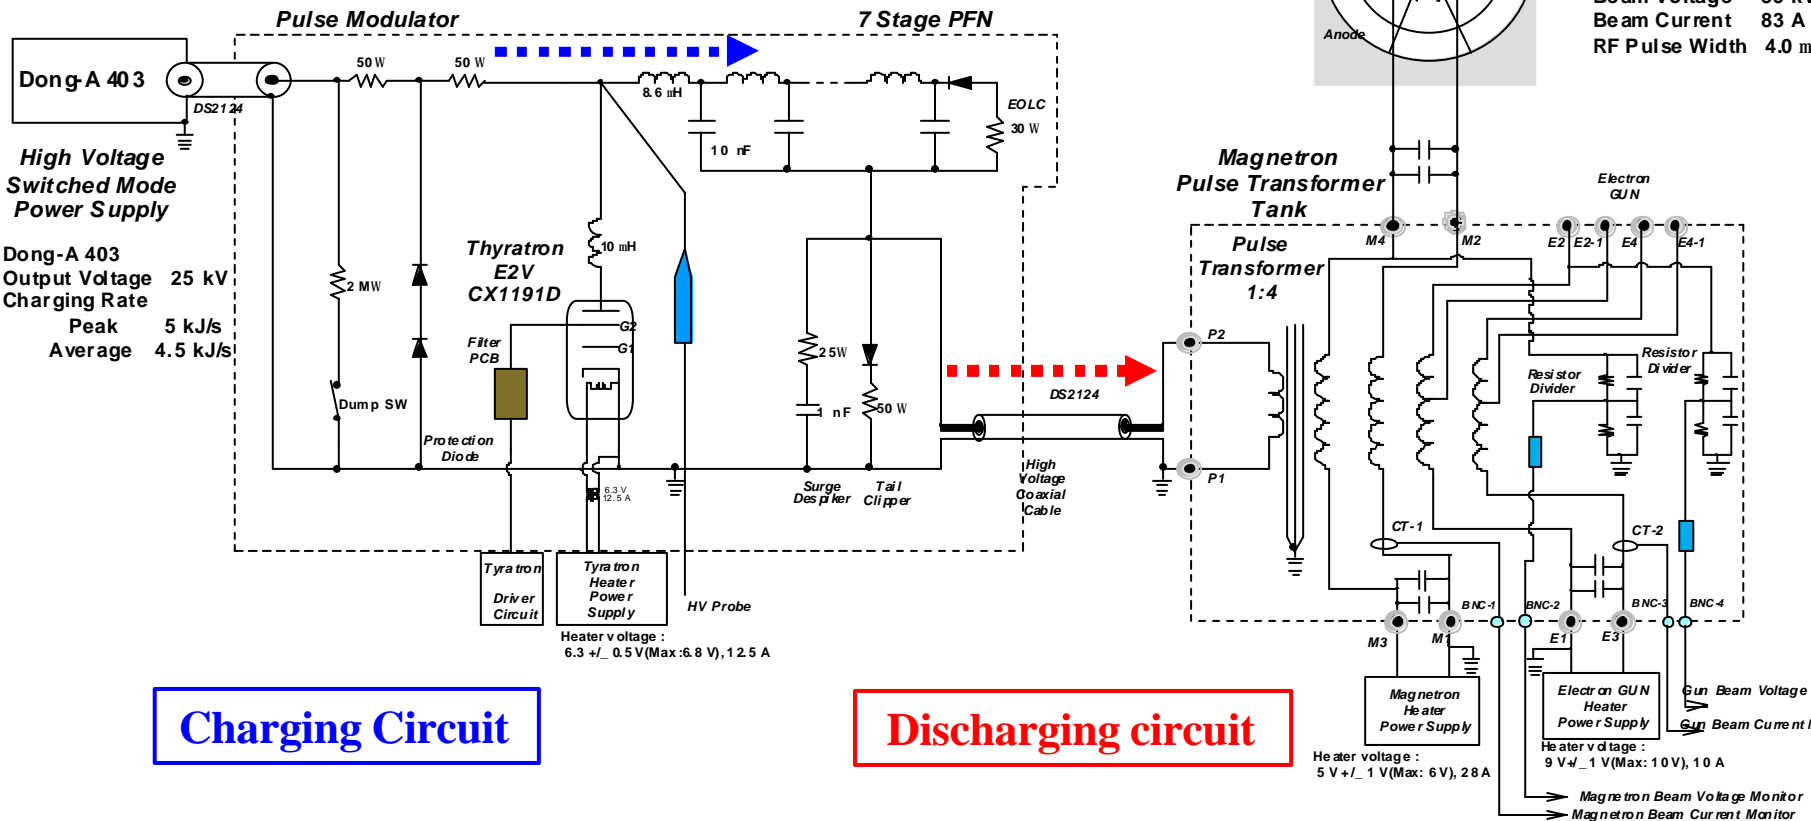 Pulse Modulator
7 Stage PFN
Anode
Beam Current 83 A
RF Pulse Width 4.0 m
Dong-A 403
DS2124
50 W
50 W
8.6 mH
10 nF
EOLC
30 W
High Voltage
Switched Mode
Power Supply
Dong-A 403
Output Voltage 25 kV
Charging Rate
Peak 5 kJ/s
Average 4.5 kJ/s
2 MW
Dump SW
Protection
Diode
Thyratron
E2V
CX1191D
10 mH
G2
G1
Filter
PCB
6.3 V
12.5 A
25W
1 nF
50 W
Surge
Despiker
Tail
Clipper
DS2124
High
Voltage
Coaxial
Cable
Tyratron
Driver
Circuit
Tyratron
Heater
Power
Supply
HV Probe
Heater voltage :
6.3 +/_ 0.5 V(Max:6.8 V), 12.5 A
Magnetron
Pulse Transformer
Tank
Electron
GUN
M4
M2
E2
E2-1
E4
E4-1
Pulse
Transformer
1:4
P2
P1
Resistor
Divider
Resistor
Divider
CT-1
CT-2
BNC-1
BNC-2
BNC-3
BNC-4
M3
M1
E1
E3
Magnetron
Heater
Power Supply
Electron GUN
Heater
Power Supply
Gun Beam Voltage
Gun Beam Current
Heater voltage :
5 V +/_ 1 V(Max: 6V), 28 A
Heater voltage :
9 V+/_ 1 V(Max: 10V), 10 A
Magnetron Beam Voltage Monitor
Magnetron Beam Current Monitor
Charging Circuit
Discharging circuit